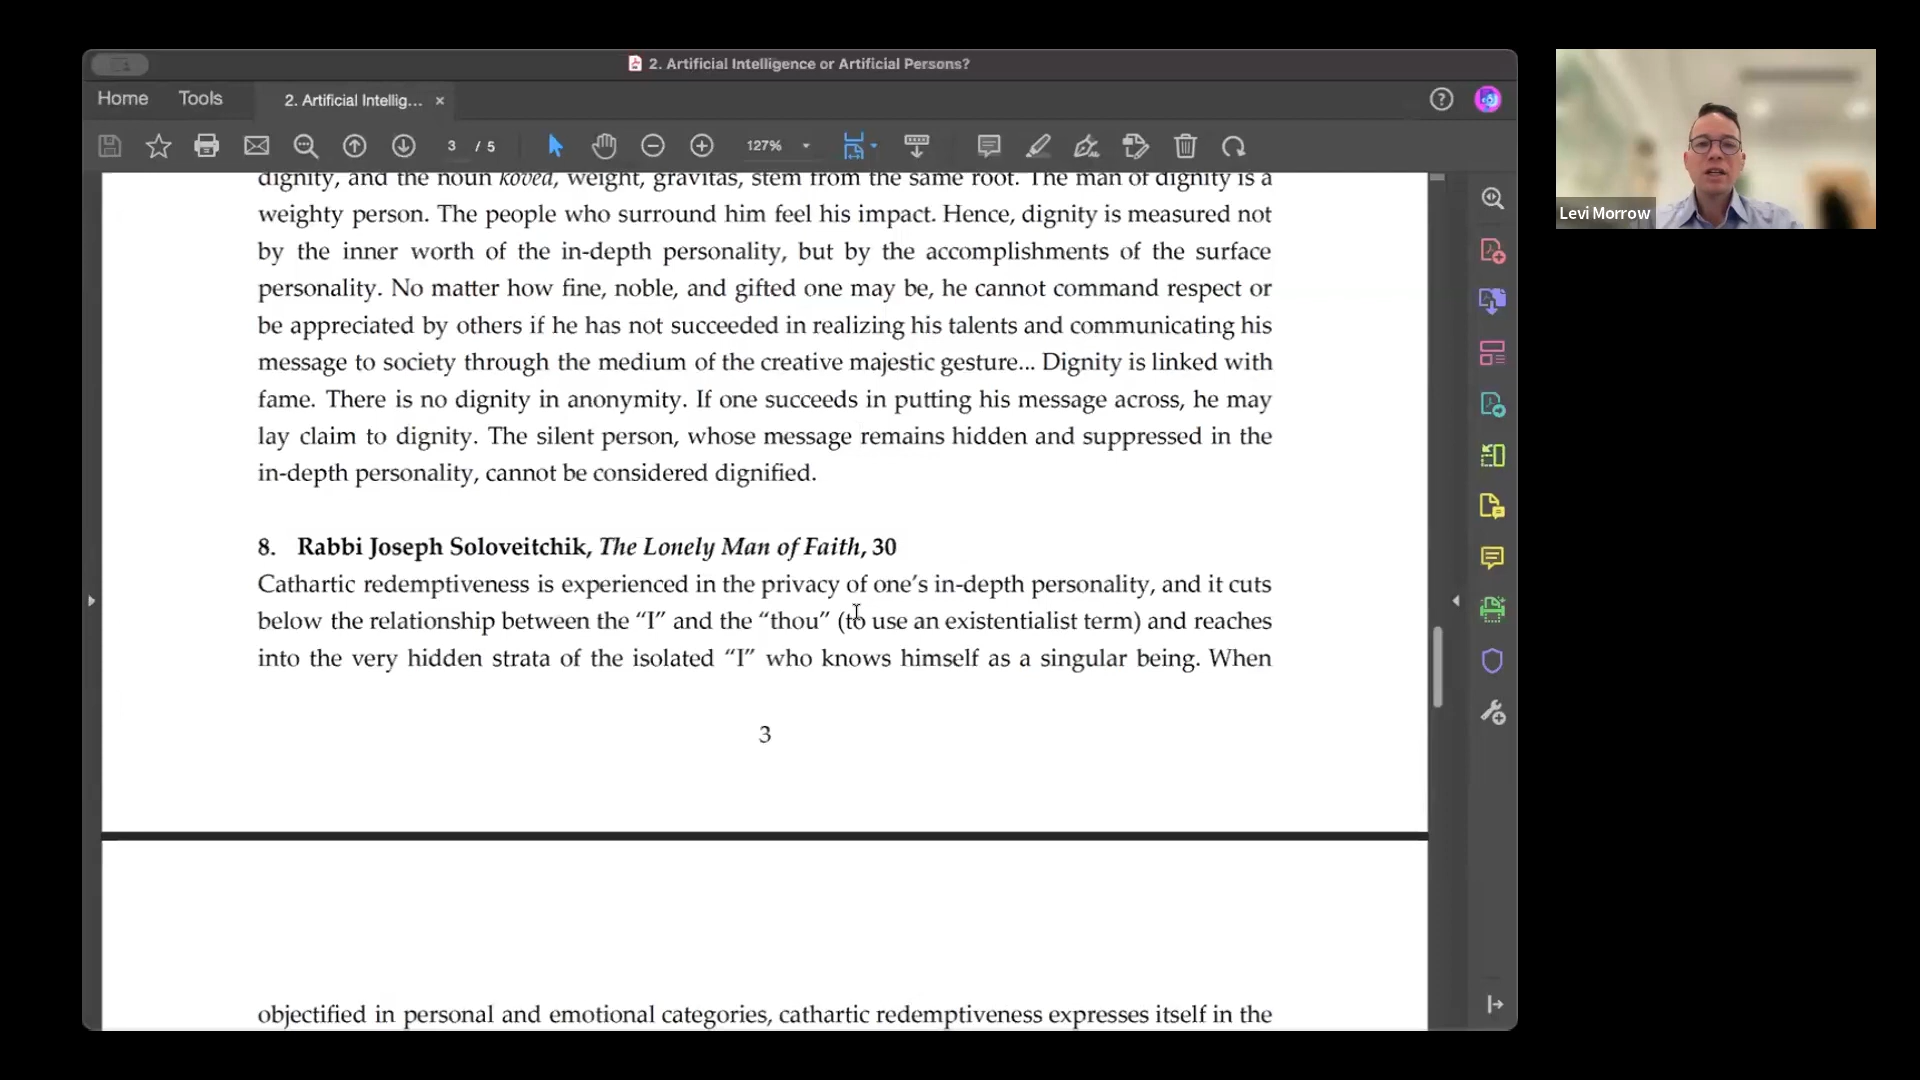 2. Artificial Intelligence or Artificial Persons?
Home Tools 2. Artificial Intellig... ×
3 / 5 127%
Levi Morrow
dignity, and the noun koved, weight, gravitas, stem from the same root. The man of dignity is a
weighty person. The people who surround him feel his impact. Hence, dignity is measured not
by the inner worth of the in-depth personality, but by the accomplishments of the surface
personality. No matter how fine, noble, and gifted one may be, he cannot command respect or
be appreciated by others if he has not succeeded in realizing his talents and communicating his
message to society through the medium of the creative majestic gesture... Dignity is linked with
fame. There is no dignity in anonymity. If one succeeds in putting his message across, he may
lay claim to dignity. The silent person, whose message remains hidden and suppressed in the
in-depth personality, cannot be considered dignified.
8. Rabbi Joseph Soloveitchik, The Lonely Man of Faith, 30
Cathartic redemptiveness is experienced in the privacy of one’s in-depth personality, and it cuts
below the relationship between the “I” and the “thou” (to use an existentialist term) and reaches
into the very hidden strata of the isolated “I” who knows himself as a singular being. When
3
objectified in personal and emotional categories, cathartic redemptiveness expresses itself in the